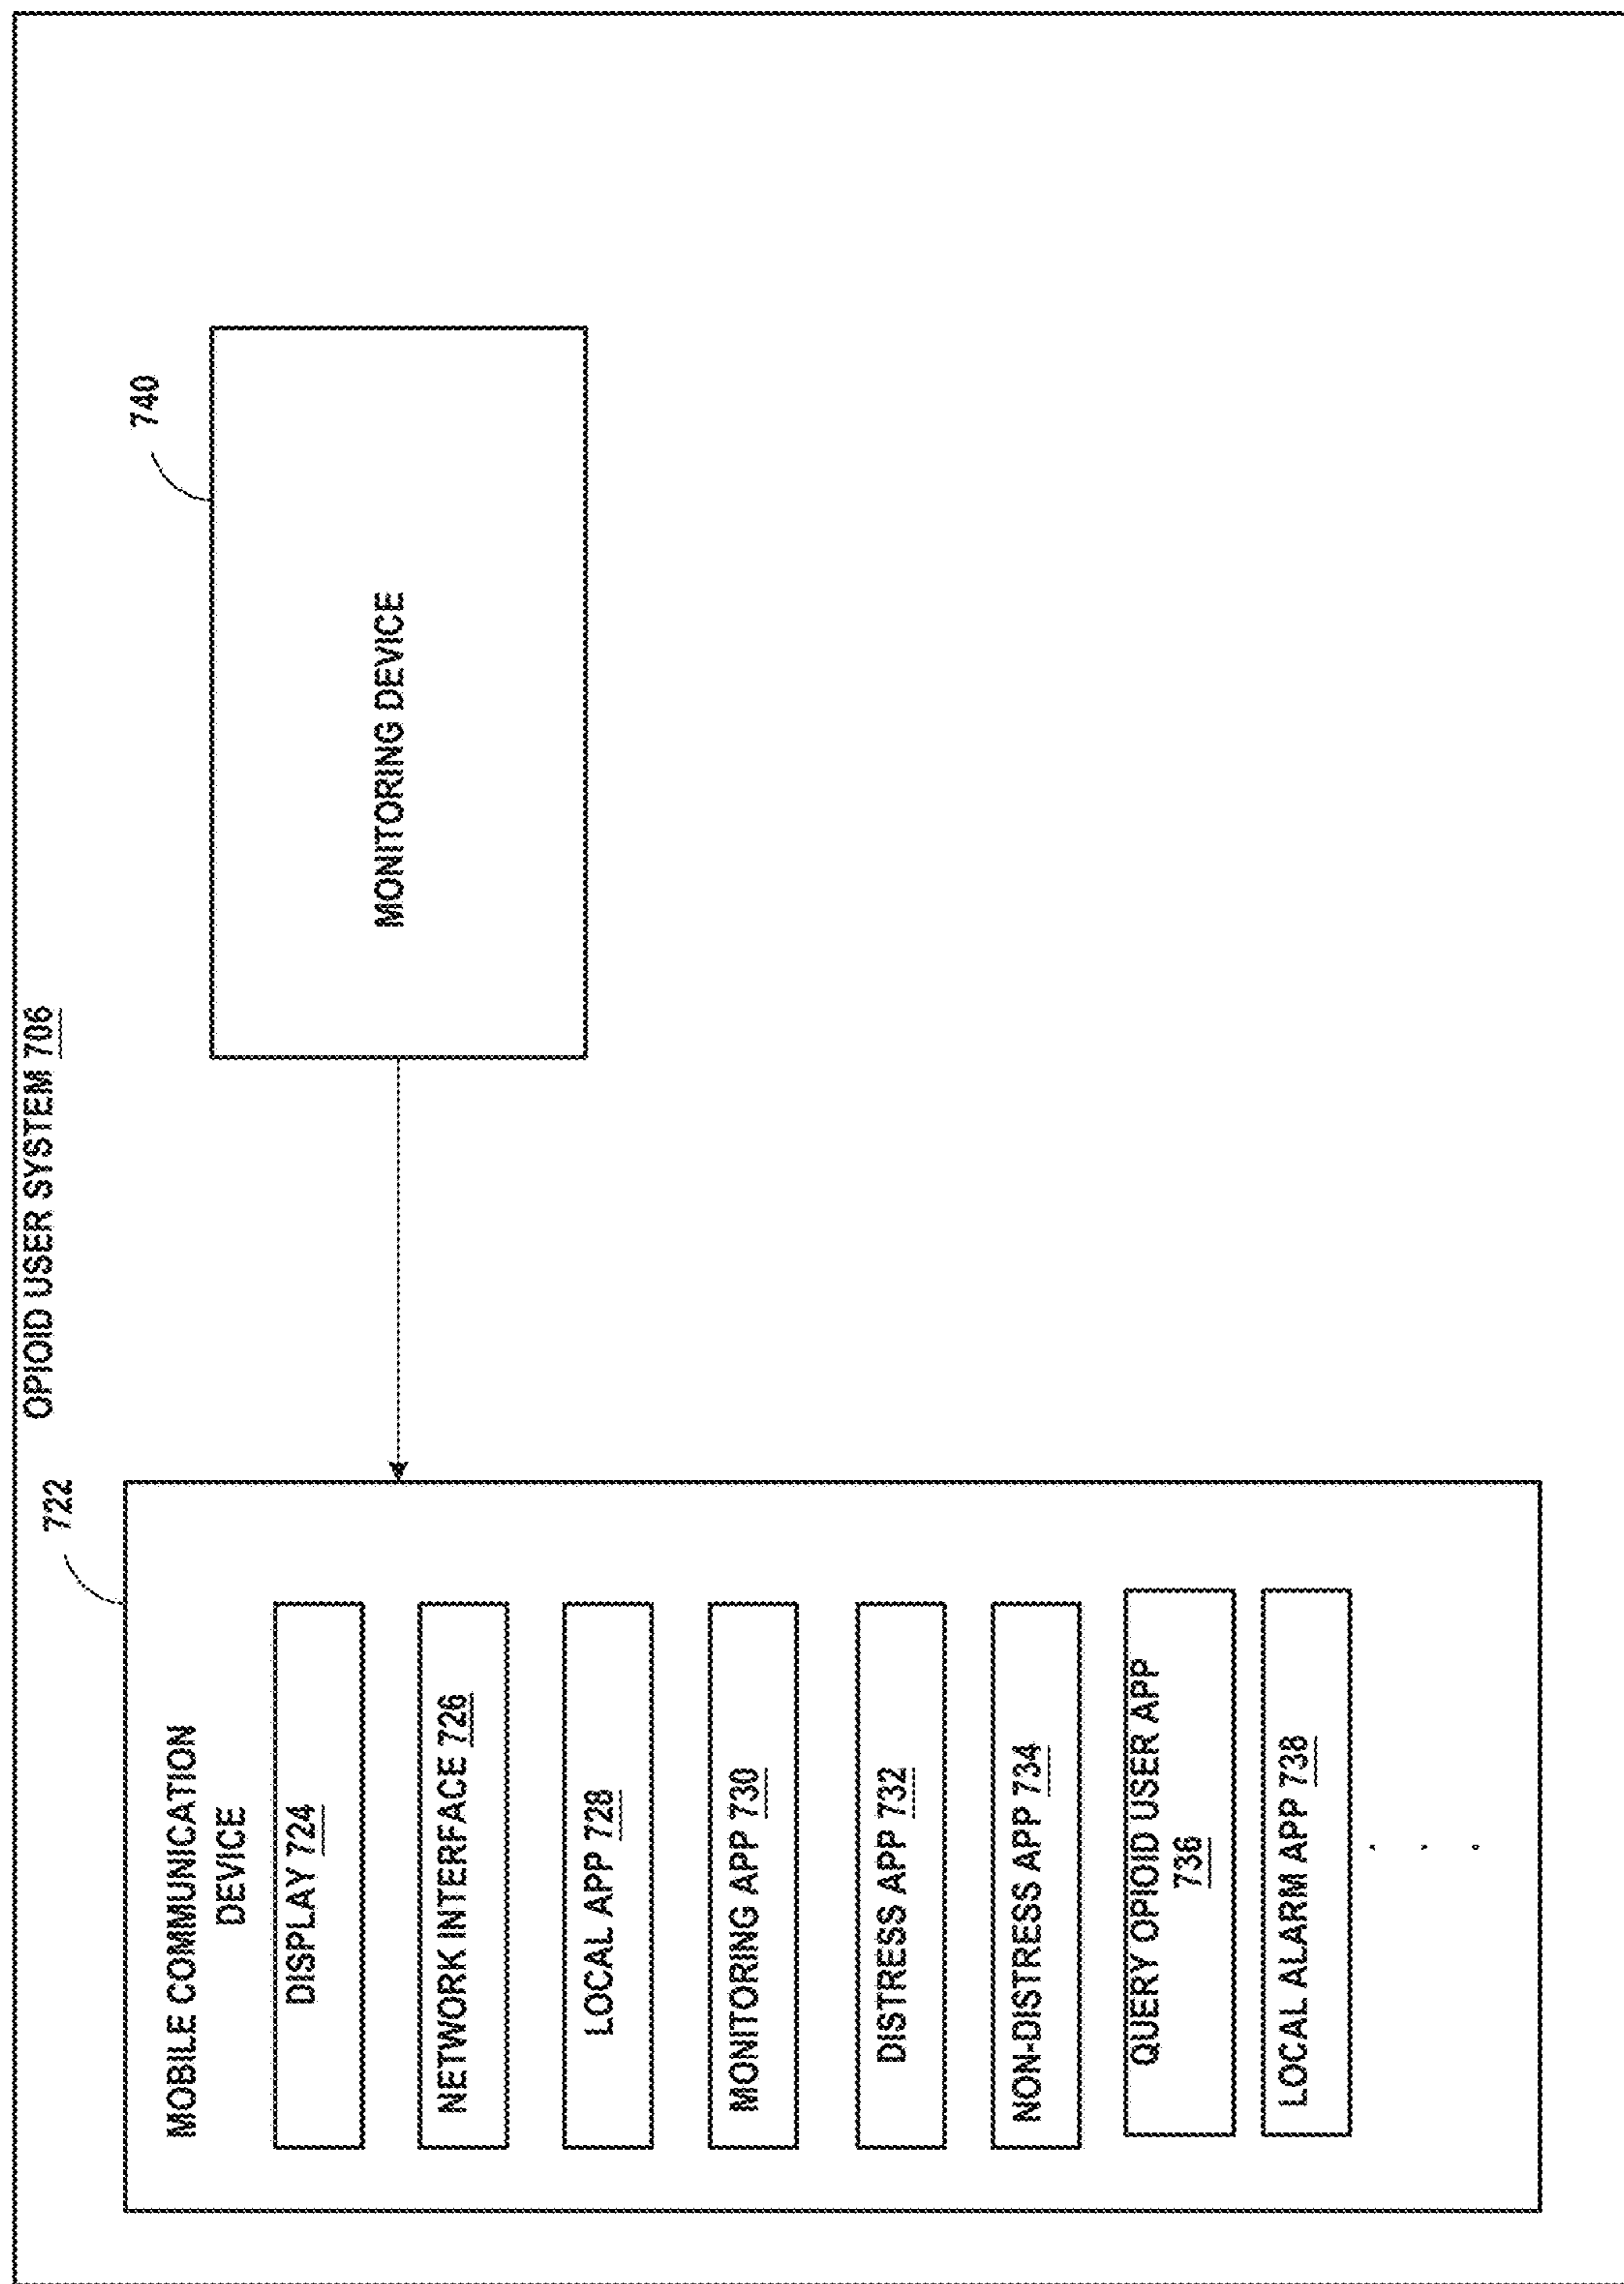 OPIOID USER SYSTEM 706
722
MOBILE COMMUNICATION
DEVICE
DISPLAY 724
NETWORK INTERFACE 726
LOCAL APP 728
MONITORING APP 730
DISTRESS APP 732
NON-DISTRESS APP 734
QUERY OPIOID USER APP
736
LOCAL ALARM APP 738
740
MONITORING DEVICE